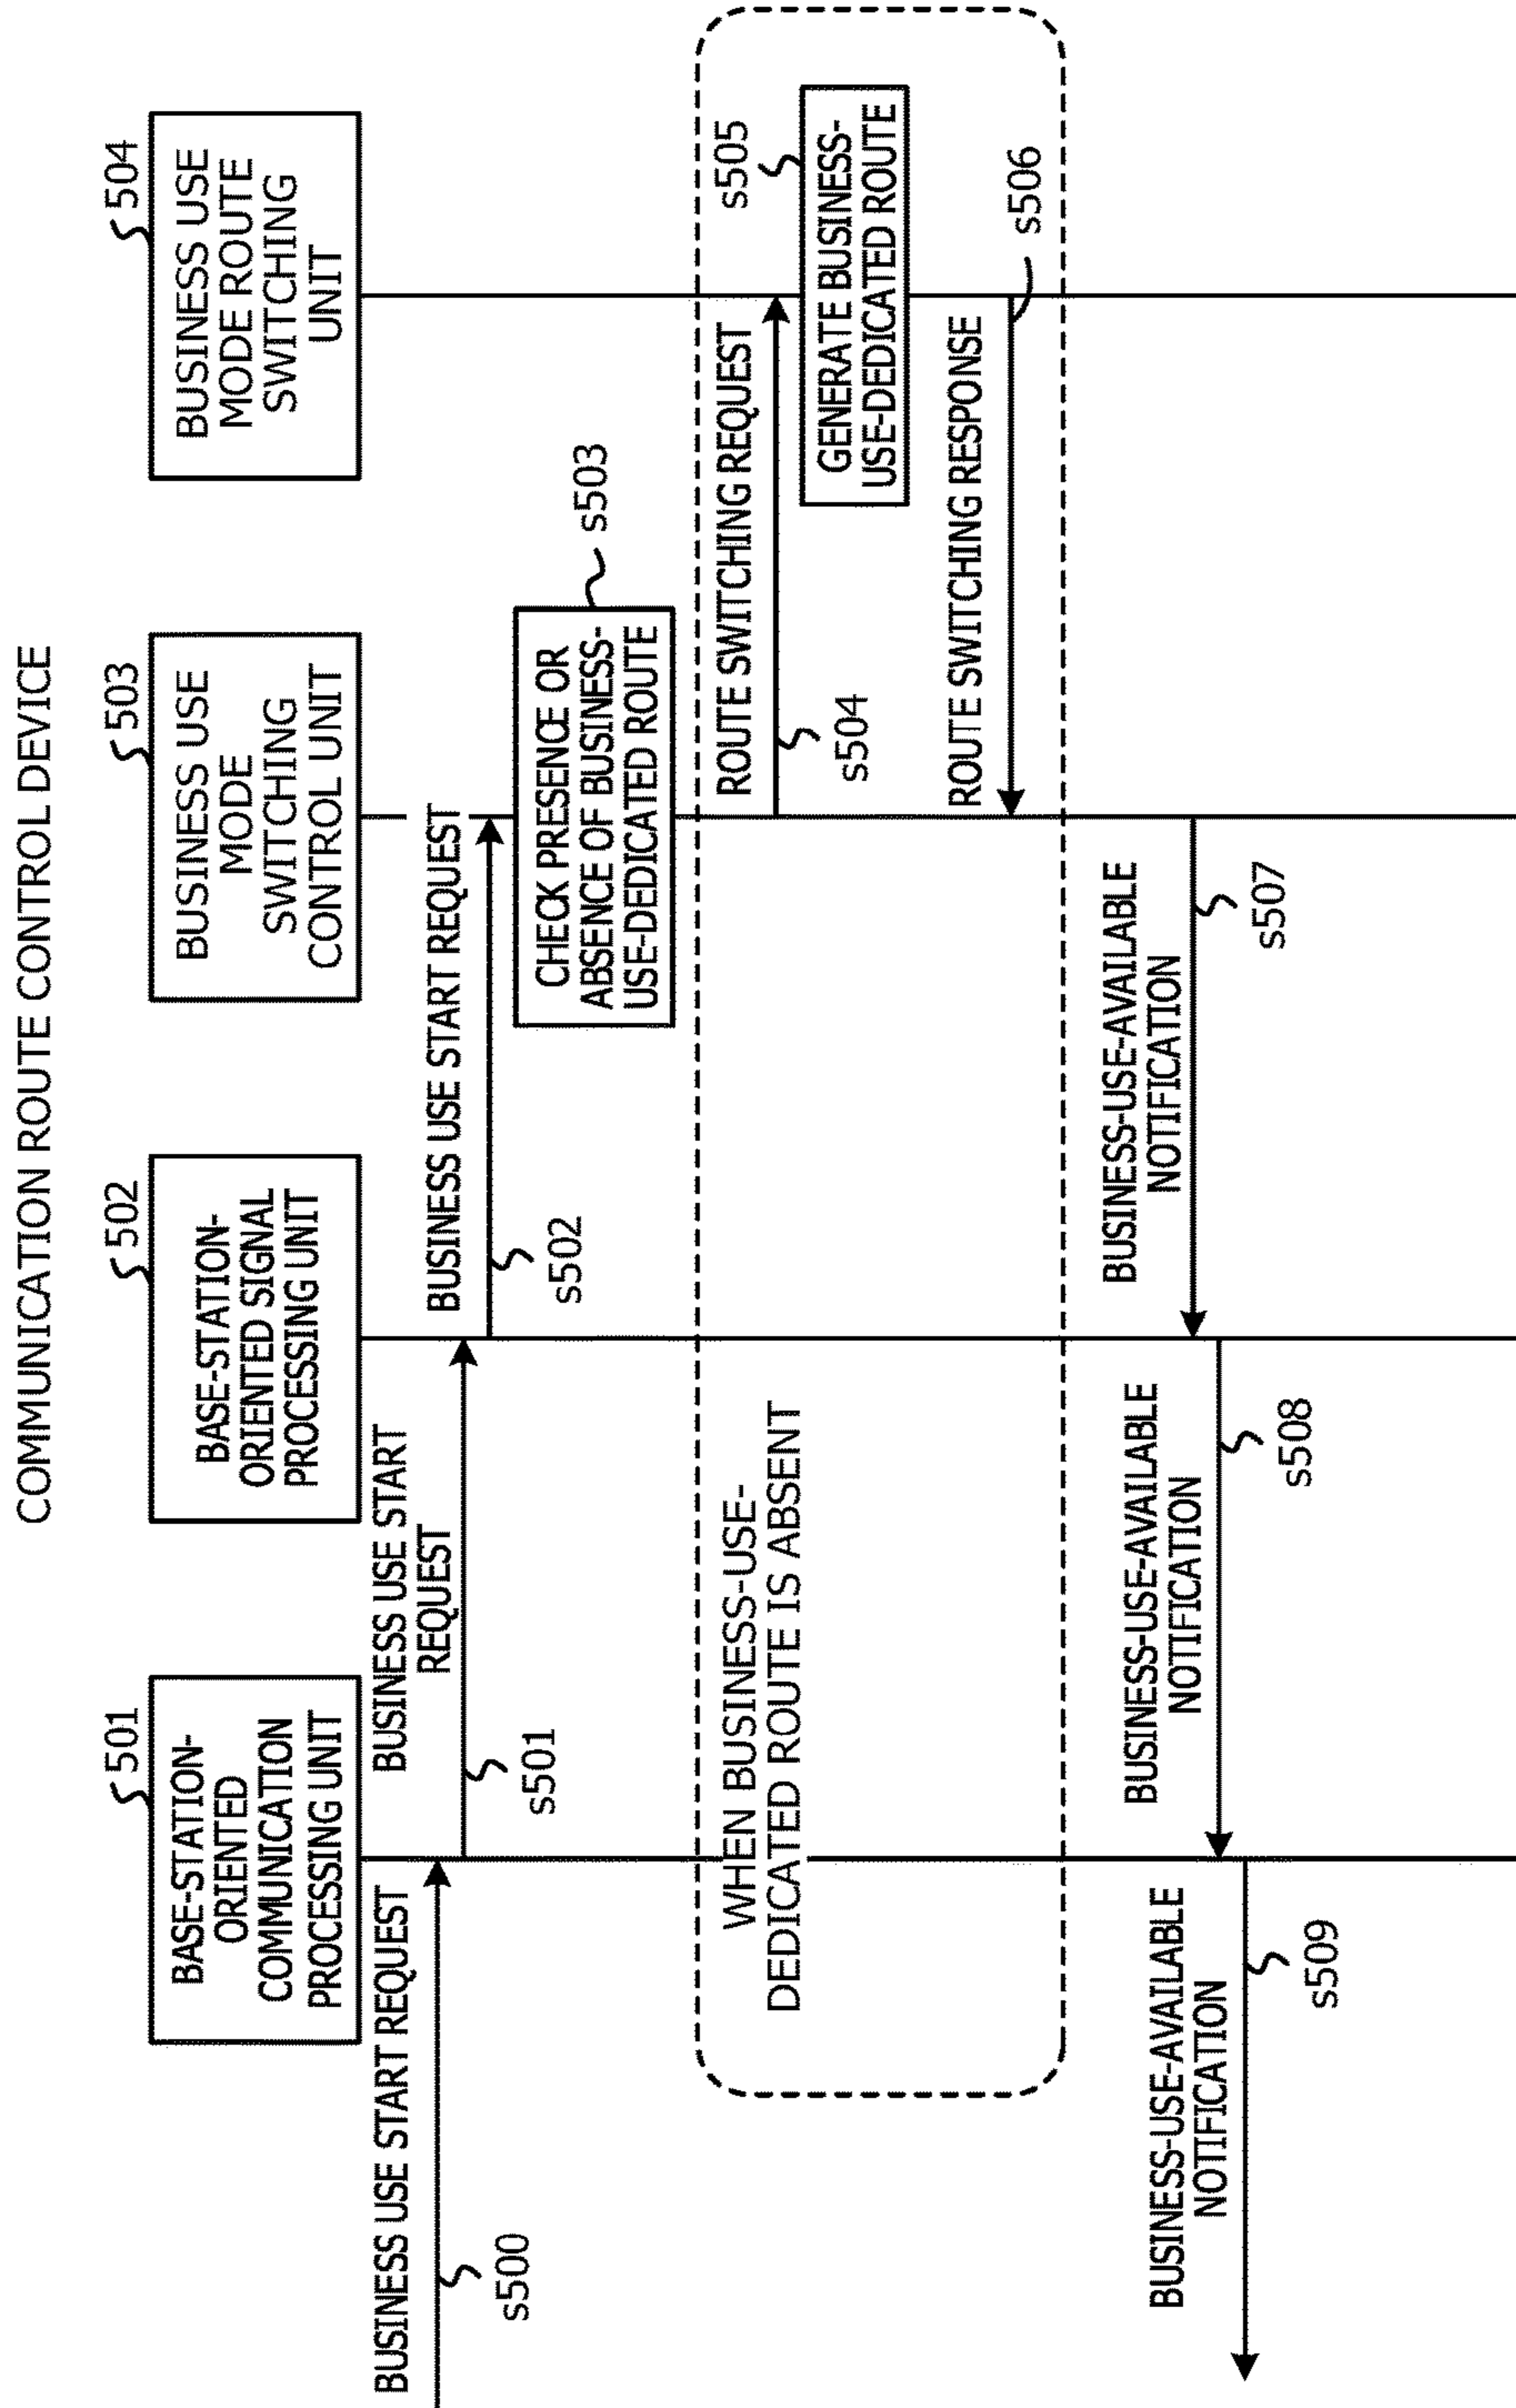 COMMUNICATION ROUTE CONTROL DEVICE
501
BASE-STATION-
ORIENTED
COMMUNICATION
PROCESSING UNIT
502
BASE-STATION-
ORIENTED SIGNAL
PROCESSING UNIT
503
BUSINESS USE
MODE
SWITCHING
CONTROL UNIT
504
BUSINESS USE
MODE ROUTE
SWITCHING
UNIT
BUSINESS USE START REQUEST
s500
BUSINESS USE START
REQUEST
s501
BUSINESS USE START REQUEST
s502
CHECK PRESENCE OR
ABSENCE OF BUSINESS-
USE-DEDICATED ROUTE
s503
WHEN BUSINESS-USE-
DEDICATED ROUTE IS ABSENT
ROUTE SWITCHING REQUEST
s504
s505
GENERATE BUSINESS-
USE-DEDICATED ROUTE
ROUTE SWITCHING RESPONSE
s506
BUSINESS-USE-AVAILABLE
NOTIFICATION
s507
BUSINESS-USE-AVAILABLE
NOTIFICATION
s508
BUSINESS-USE-AVAILABLE
NOTIFICATION
s509